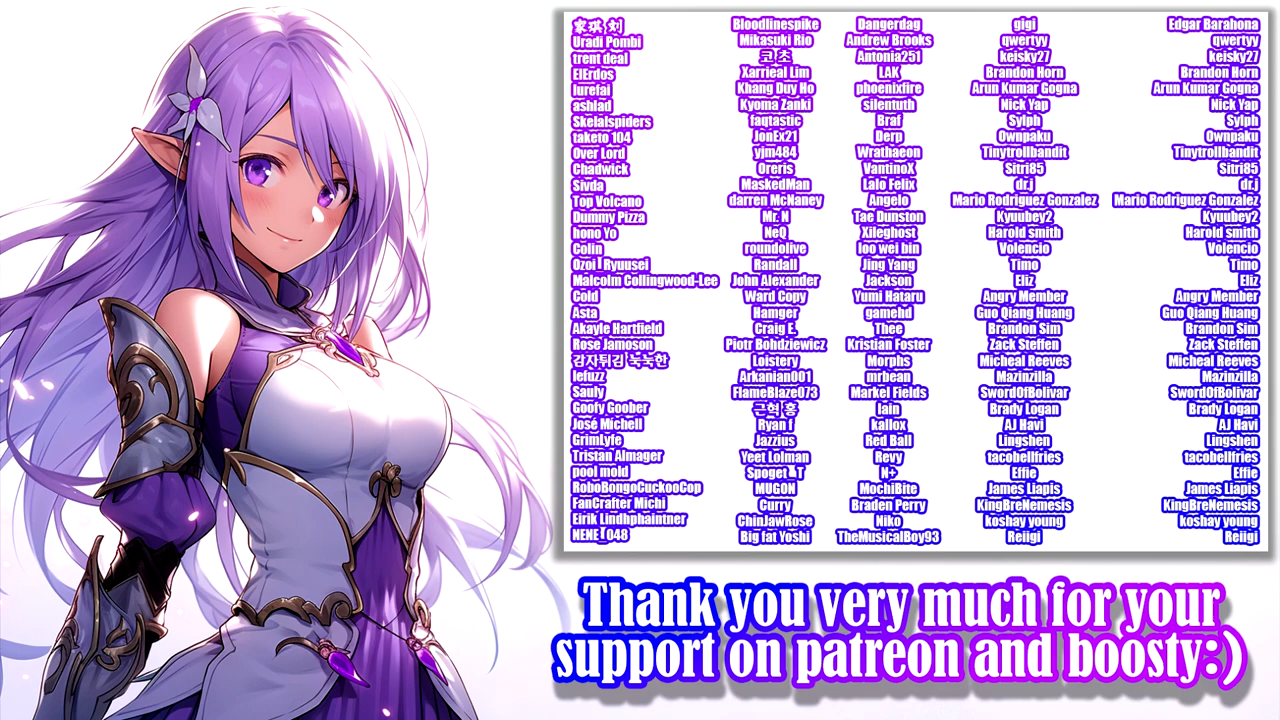 家琪 刘
Uradi Pombi
trent deal
ElErdos
lurefai
ashlad
Skelalspiders
taketo 104
Over Lord
Chadwick
Sivda
Top Volcano
Dummy Pizza
hono Yo
Colin
Ozoi_Ryuusei
Malcolm Collingwood-Lee
Cold
Asta
Akayle Hartfield
Rose Jamoson
감자튀김 눅눅한
lefuzz
Saufy
Goofy Goober
José Michell
GrimLyfe
Tristan Almager
pool mold
RoboBongoCuckooCop
FanCrafter Michi
Eirik Lindhphaintner
NENE_048
Bloodlinespike
Mikasuki Rio
코 초
Xarrieal Lim
Khang Duy Ho
Kyoma Zanki
faqtastic
JonEx21
yjm484
Oreris
MaskedMan
darren McNaney
Mr. N
NeQ
roundolive
Randall
John Alexander
Ward Copy
Hamger
Craig E.
Piotr Bohdziewicz
Loistery
Arkanian001
FlameBlaze073
근혁 홍
Ryan f
Jazzius
Yeet Lolman
Spoget_T
MUGON
Curry
ChinJawRose
Big fat Yoshi
Dangerdag
Andrew Brooks
Antonia251
LAK
phoenixfire
silentuth
Braf
Derp
Wrathaeon
VantinoX
Lalo Felix
Angelo
Tae Dunston
Xileghost
loo wei bin
Jing Yang
Jackson
Yumi Hataru
gamehd
Thee
Kristian Foster
Morphs
mrbean
Markel Fields
Iain
kallox
Red Ball
Revy
N+
MochiBite
Braden Perry
Niko
TheMusicalBoy93
gigi
qwertyy
keisky27
Brandon Horn
Arun Kumar Gogna
Nick Yap
Sylph
Ownpaku
Tinytrollbandit
Sitri85
dr.j
Mario Rodriguez Gonzalez
Kyuubey2
Harold smith
Volencio
Timo
Eliz
Angry Member
Guo Qiang Huang
Brandon Sim
Zack Steffen
Micheal Reeves
Mazinzilla
SwordOfBolivar
Brady Logan
AJ Havi
Lingshen
tacobellfries
Effie
James Liapis
KingBreNemesis
koshay young
Reiigi
Edgar Barahona
qwertyy
keisky27
Brandon Horn
Arun Kumar Gogna
Nick Yap
Sylph
Ownpaku
Tinytrollbandit
Sitri85
dr.j
Mario Rodriguez Gonzalez
Kyuubey2
Harold smith
Volencio
Timo
Eliz
Angry Member
Guo Qiang Huang
Brandon Sim
Zack Steffen
Micheal Reeves
Mazinzilla
SwordOfBolivar
Brady Logan
AJ Havi
Lingshen
tacobellfries
Effie
James Liapis
KingBreNemesis
koshay young
Reiigi
Thank you very much for your
support on patreon and boosty:)